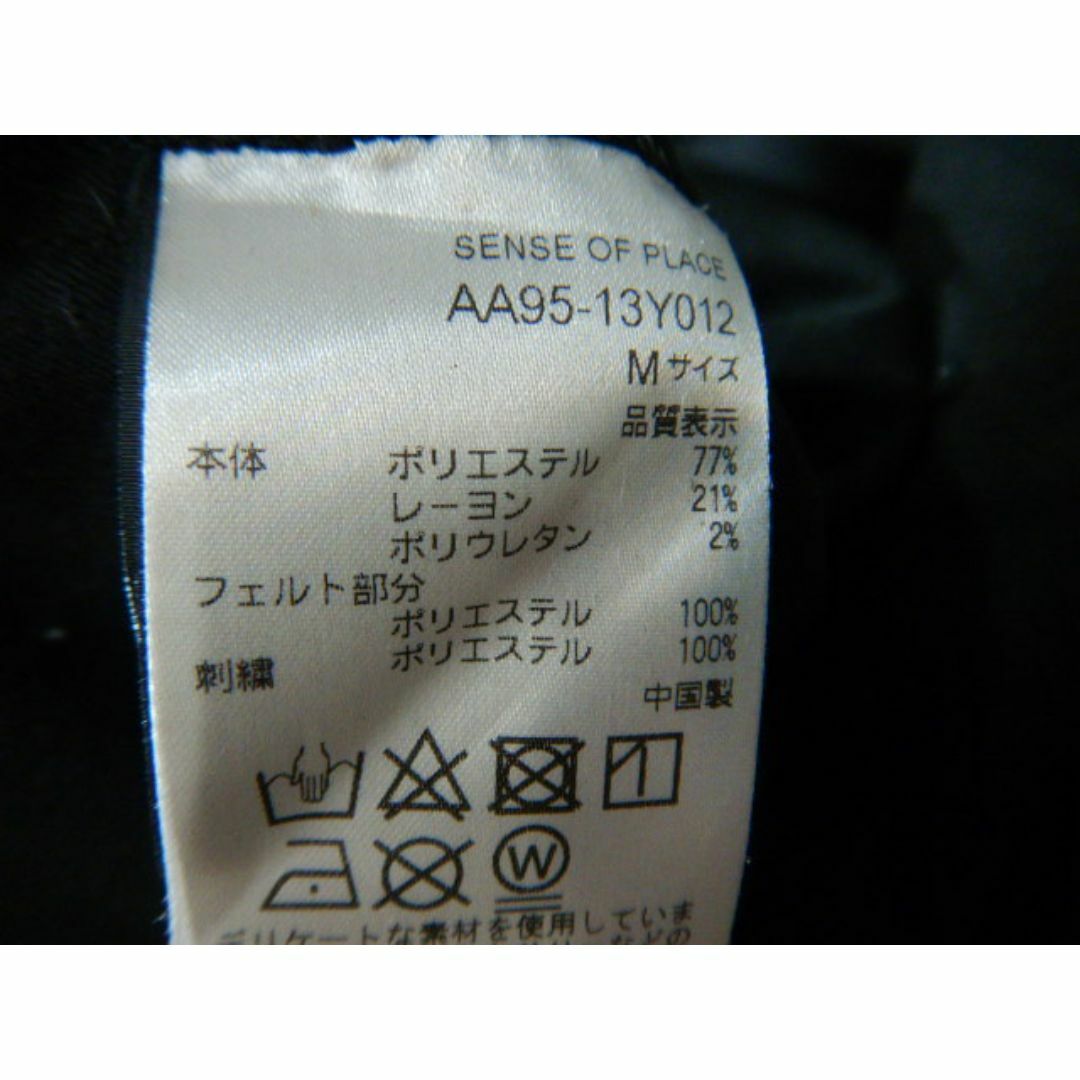 SENSE OF PLACE
AA95-13Y012
Mサイズ
品質表示
本体 ポリエステル 77%
レーヨン 21%
ポリウレタン 2%
フェルト部分
ポリエステル 100%
刺繍 ポリエステル 100%
中国製
W
デリケートな素材を使用していま
などの